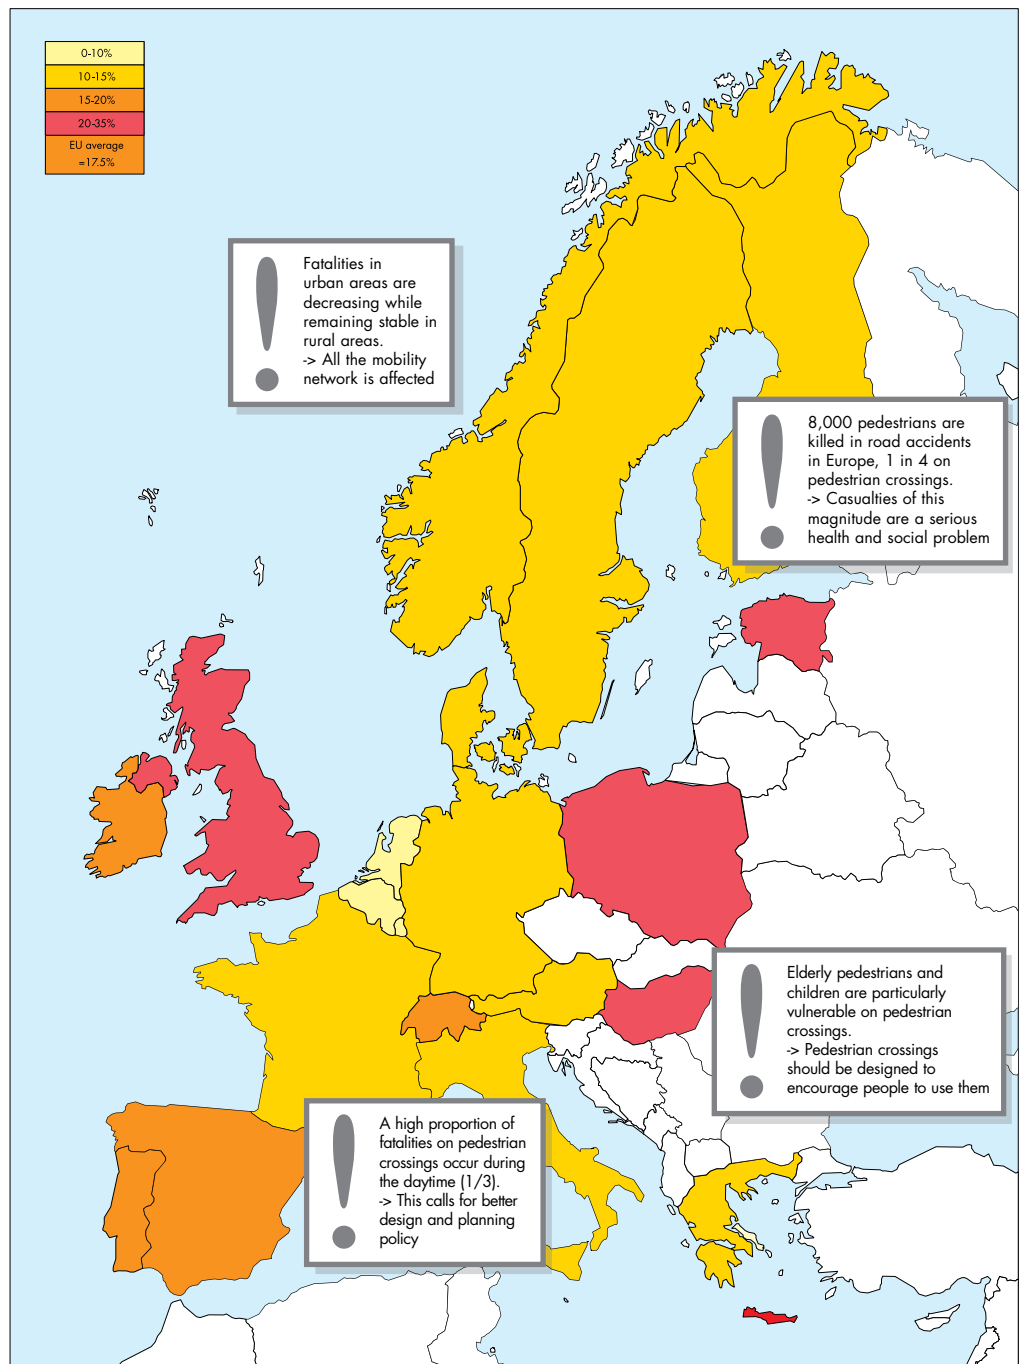 0-10%
10-15%
15-20%
20-35%
EU average
=17.5%
Fatalities in
urban areas are
decreasing while
remaining stable in
rural areas.
-> All the mobility
network is affected
8,000 pedestrians are
killed in road accidents
in Europe, 1 in 4 on
pedestrian crossings.
-> Casualties of this
magnitude are a serious
health and social problem
Elderly pedestrians and
children are particularly
vulnerable on pedestrian
crossings.
-> Pedestrian crossings
should be designed to
encourage people to use them
A high proportion of
fatalities on pedestrian
crossings occur during
the daytime (1/3).
-> This calls for better
design and planning
policy